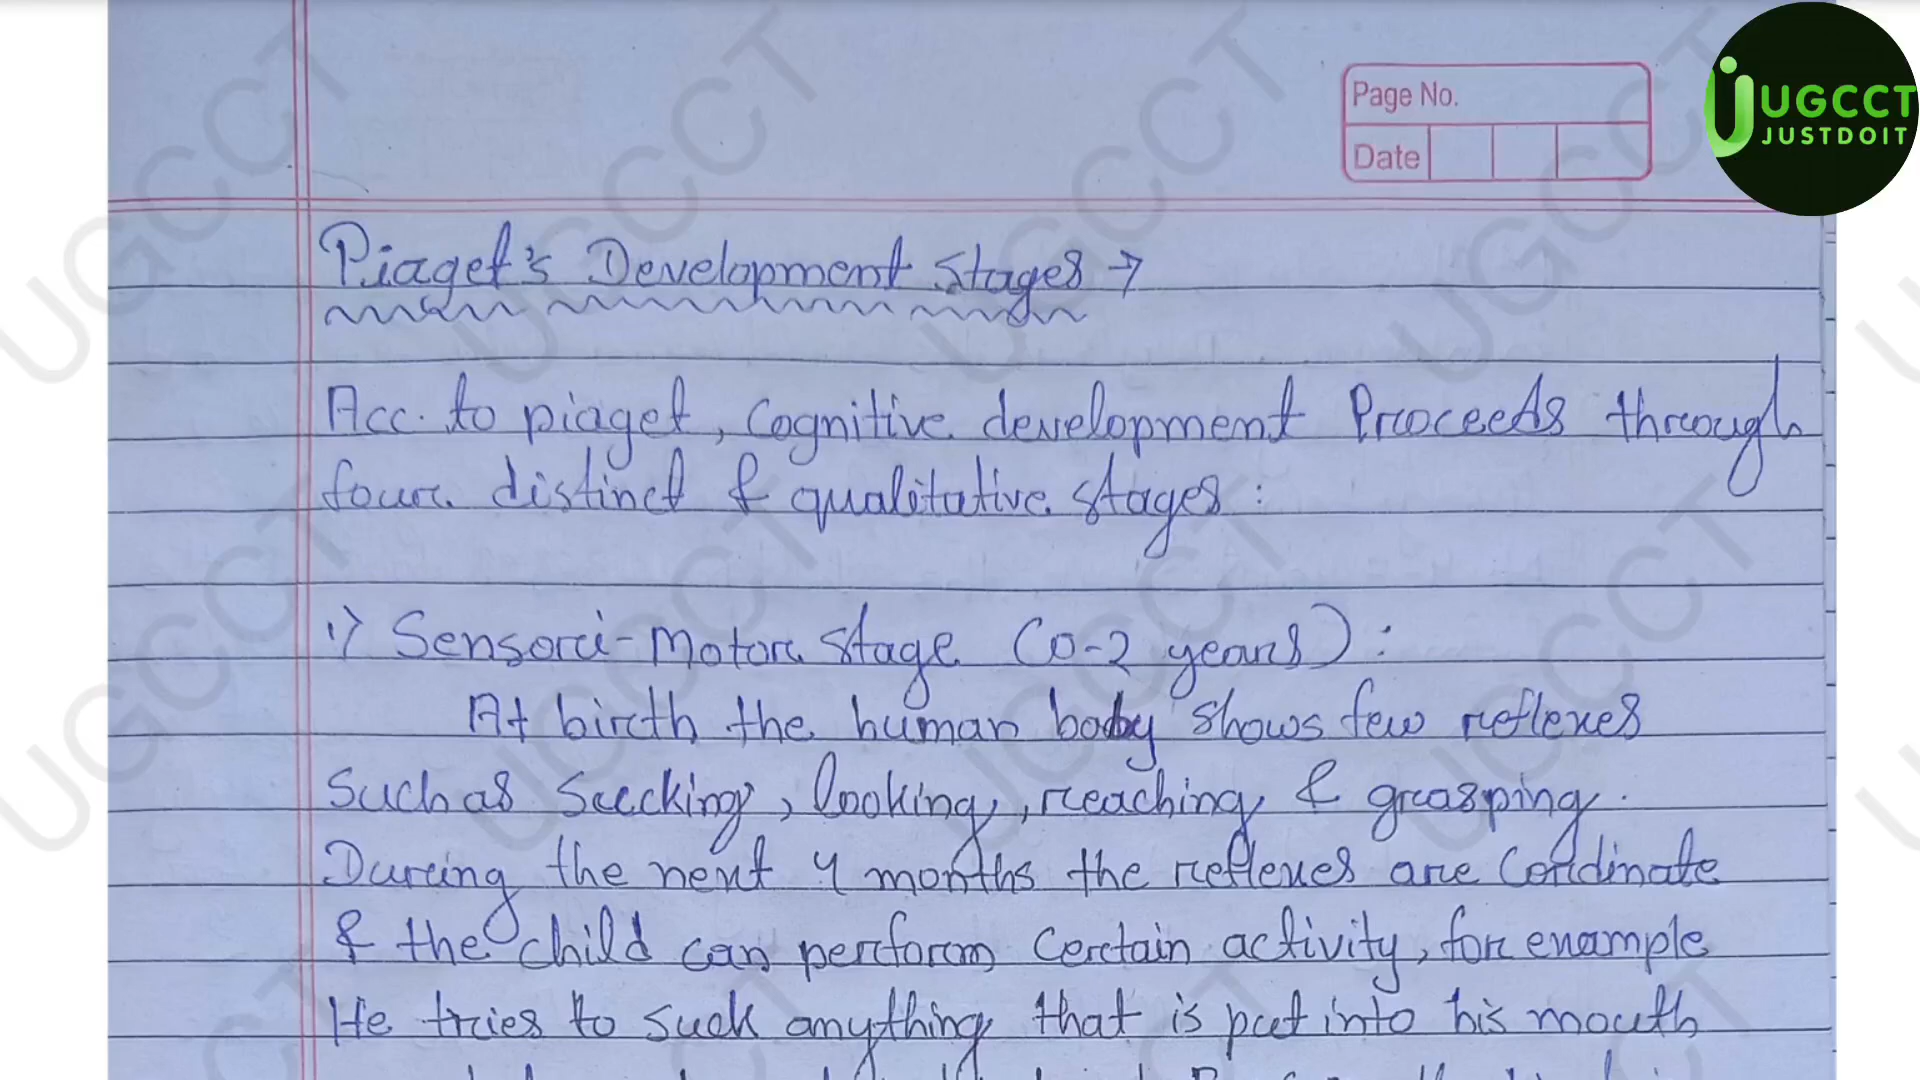 Page No.
Date
UGCCT
JUSTDOIT
Piaget's Development Stages →
Acc. to piaget, Cognitive development Proceeds through
four distinct & qualitative stages :
1) Sensori-Motor Stage (0-2 years) :
At birth the human body shows few reflexes
Such as Sucking, looking, reaching & grasping.
During the next 4 months the reflexes are Cordinate
& the child can perform Certain activity, for example
He tries to suck anything that is put into his mouth